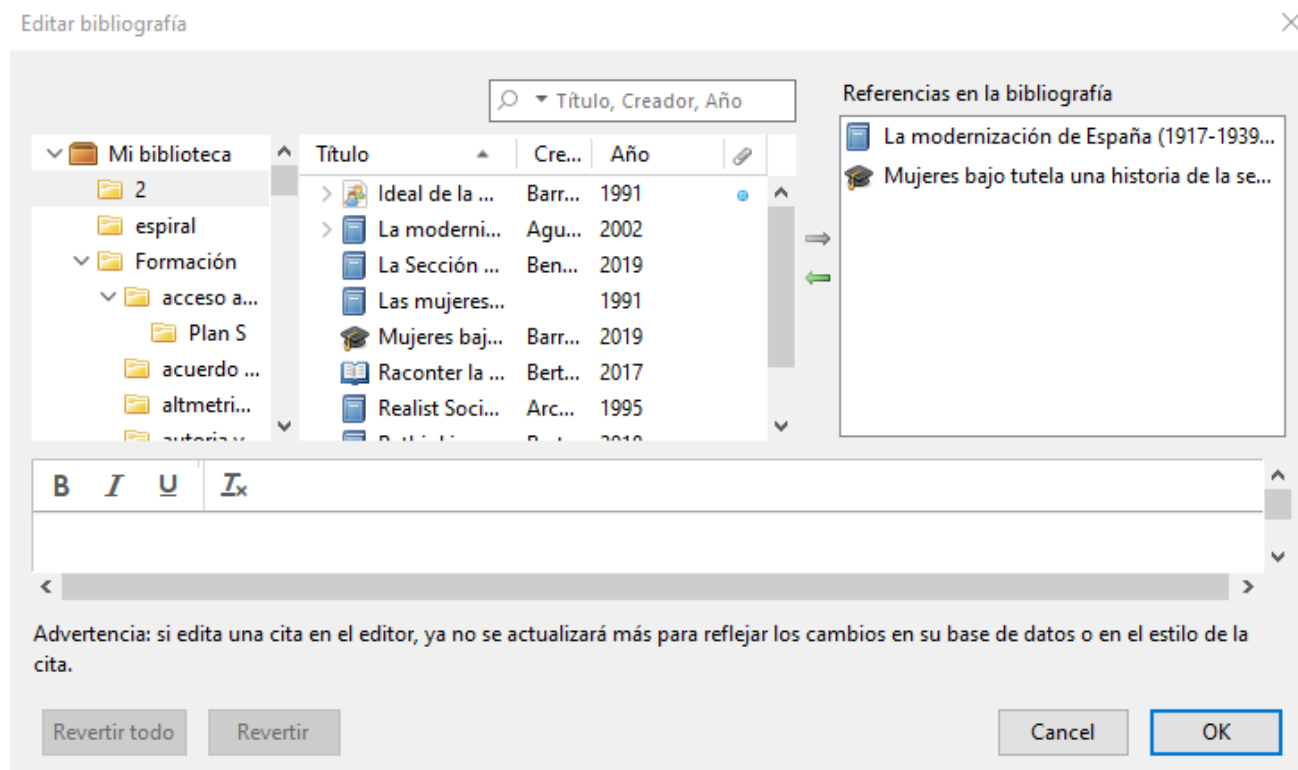 Editar bibliografía
Título, Creador, Año
Referencias en la bibliografía
Mi biblioteca
2
espiral
Formación
acceso a...
Plan S
acuerdo ...
altmetri...
Título Cre... Año
Ideal de la ... Barr... 1991
La moderni... Agu... 2002
La Sección ... Ben... 2019
Las mujeres... 1991
Mujeres baj... Barr... 2019
Raconter la ... Bert... 2017
Realist Soci... Arc... 1995
La modernización de España (1917-1939...
Mujeres bajo tutela una historia de la se...
B I U Tx
Advertencia: si edita una cita en el editor, ya no se actualizará más para reflejar los cambios en su base de datos o en el estilo de la
cita.
Revertir todo Revertir Cancel OK